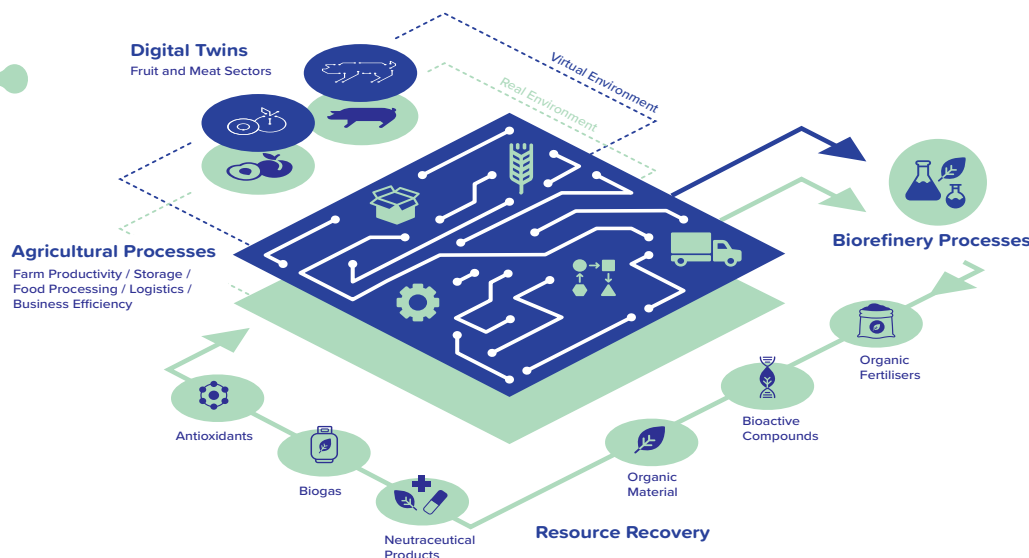 Digital Twins
Fruit and Meat Sectors
Virtual Environment
Real Environment
Agricultural Processes
Farm Productivity / Storage /
Food Processing / Logistics /
Business Efficiency
Biorefinery Processes
Organic
Fertilisers
Bioactive
Compounds
Organic
Material
Resource Recovery
Antioxidants
Biogas
Neutraceutical
Products